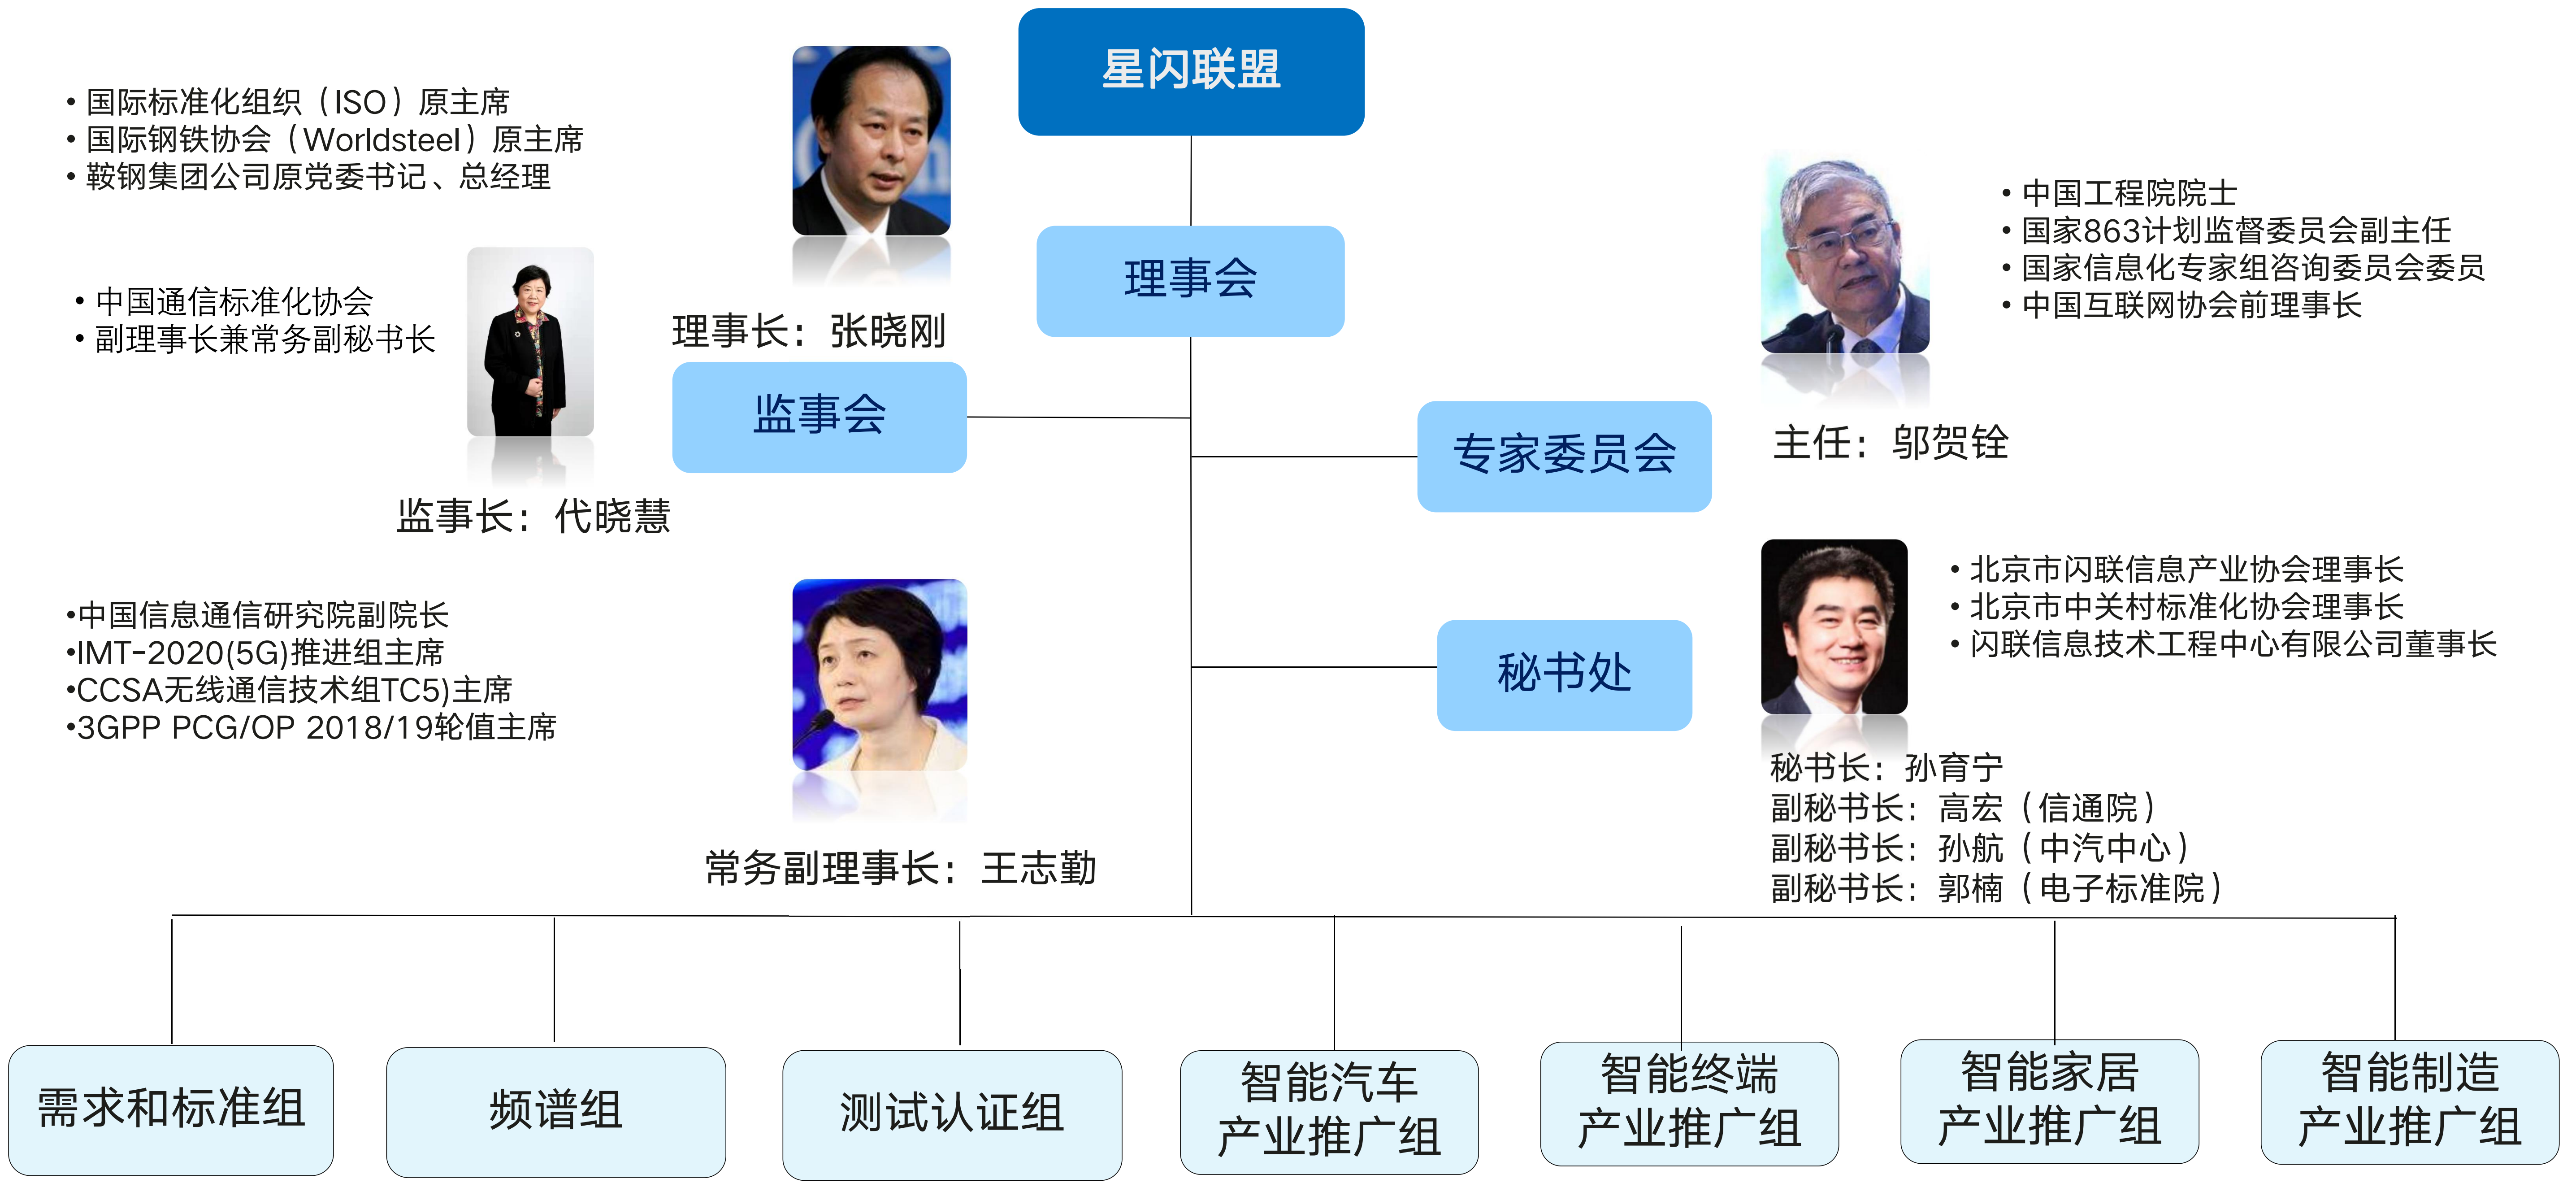 星闪联盟
• 国际标准化组织（ISO）原主席
• 国际钢铁协会（Worldsteel）原主席
• 鞍钢集团公司原党委书记、总经理
理事会
理事长：张晓刚
• 中国通信标准化协会
• 副理事长兼常务副秘书长
监事会
监事长：代晓慧
• 中国工程院院士
• 国家863计划监督委员会副主任
• 国家信息化专家组咨询委员会委员
• 中国互联网协会前理事长
专家委员会
主任：邬贺铨
•中国信息通信研究院副院长
•IMT-2020(5G)推进组主席
•CCSA无线通信技术组TC5)主席
•3GPP PCG/OP 2018/19轮值主席
常务副理事长：王志勤
秘书处
• 北京市闪联信息产业协会理事长
• 北京市中关村标准化协会理事长
• 闪联信息技术工程中心有限公司董事长
秘书长：孙育宁
副秘书长：高宏（信通院）
副秘书长：孙航（中汽中心）
副秘书长：郭楠（电子标准院）
需求和标准组
频谱组
测试认证组
智能汽车
产业推广组
智能终端
产业推广组
智能家居
产业推广组
智能制造
产业推广组